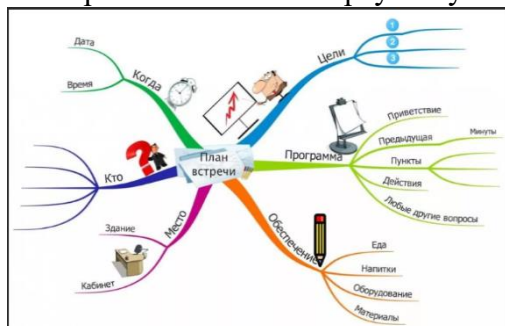 План
встречи
Цели
1
2
3
Программа
Приветствие
Предыдущая
Минуты
Пункты
Действия
Любые другие вопросы
Обеспечение
Еда
Напитки
Оборудование
Материалы
Место
Здание
Кабинет
Кто
Когда
Дата
Время